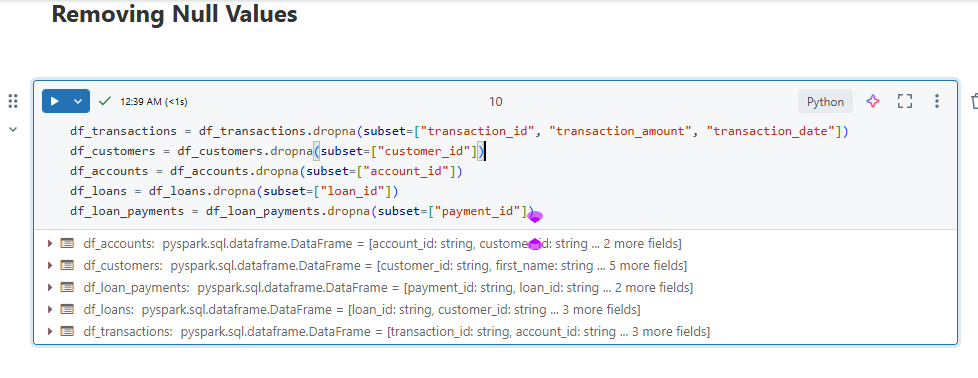 Removing Null Values
12:39 AM (<1s)
10
Python
df_transactions = df_transactions.dropna(subset=["transaction_id", "transaction_amount", "transaction_date"])
df_customers = df_customers.dropna(subset=["customer_id"])
df_accounts = df_accounts.dropna(subset=["account_id"])
df_loans = df_loans.dropna(subset=["loan_id"])
df_loan_payments = df_loan_payments.dropna(subset=["payment_id"])
df_accounts: pyspark.sql.dataframe.DataFrame = [account_id: string, customer_id: string ... 2 more fields]
df_customers: pyspark.sql.dataframe.DataFrame = [customer_id: string, first_name: string ... 5 more fields]
df_loan_payments: pyspark.sql.dataframe.DataFrame = [payment_id: string, loan_id: string ... 2 more fields]
df_loans: pyspark.sql.dataframe.DataFrame = [loan_id: string, customer_id: string ... 3 more fields]
df_transactions: pyspark.sql.dataframe.DataFrame = [transaction_id: string, account_id: string ... 3 more fields]